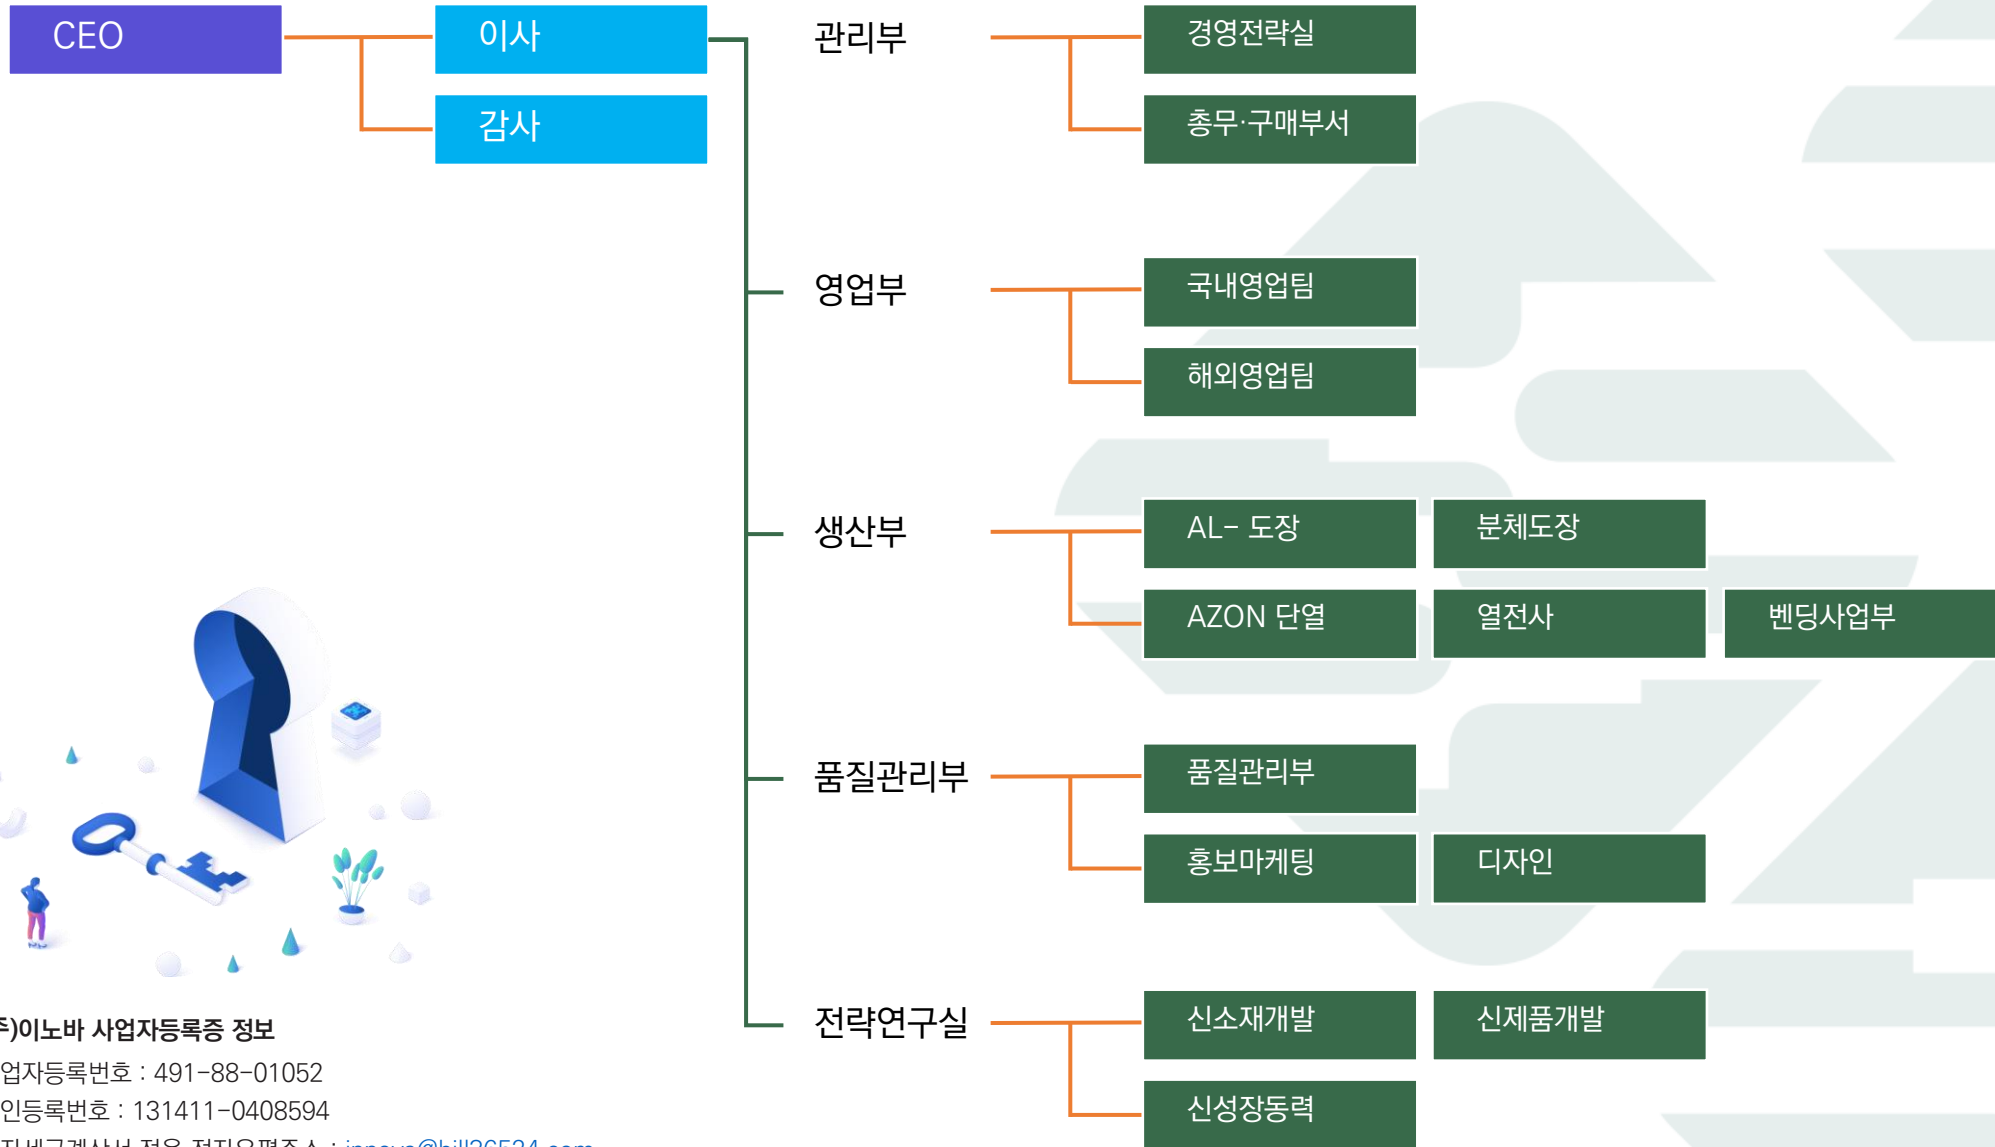 CEO
이사
감사
관리부
경영전략실
총무·구매부서
영업부
국내영업팀
해외영업팀
생산부
AL- 도장
분체도장
AZON 단열
열전사
벤딩사업부
품질관리부
품질관리부
홍보마케팅
디자인
전략연구실
신소재개발
신제품개발
신성장동력
주)이노바 사업자등록증 정보
업자등록번호 : 491-88-01052
인등록번호 : 131411-0408594